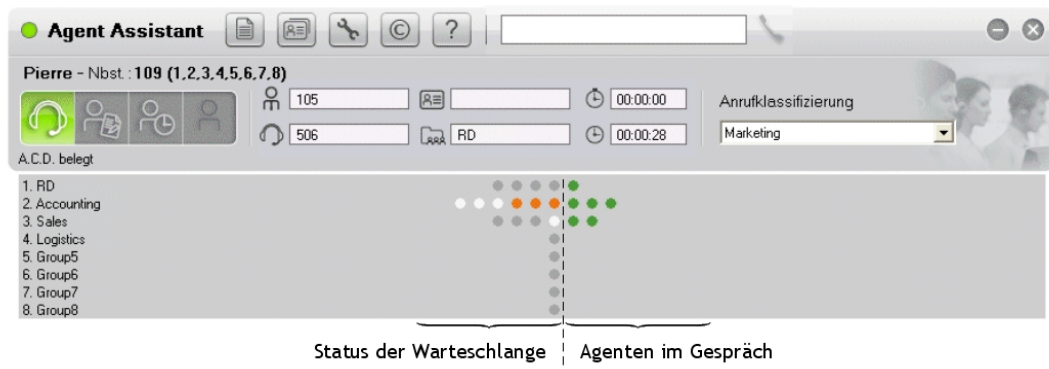 Agent Assistant
Pierre - Nbst.: 109 (1,2,3,4,5,6,7,8)
105 00:00:00 Anrufklassifizierung
506 RD 00:00:28 Marketing
A.C.D. belegt
1. RD
2. Accounting
3. Sales
4. Logistics
5. Group5
6. Group6
7. Group7
8. Group8
Status der Warteschlange Agenten im Gespräch